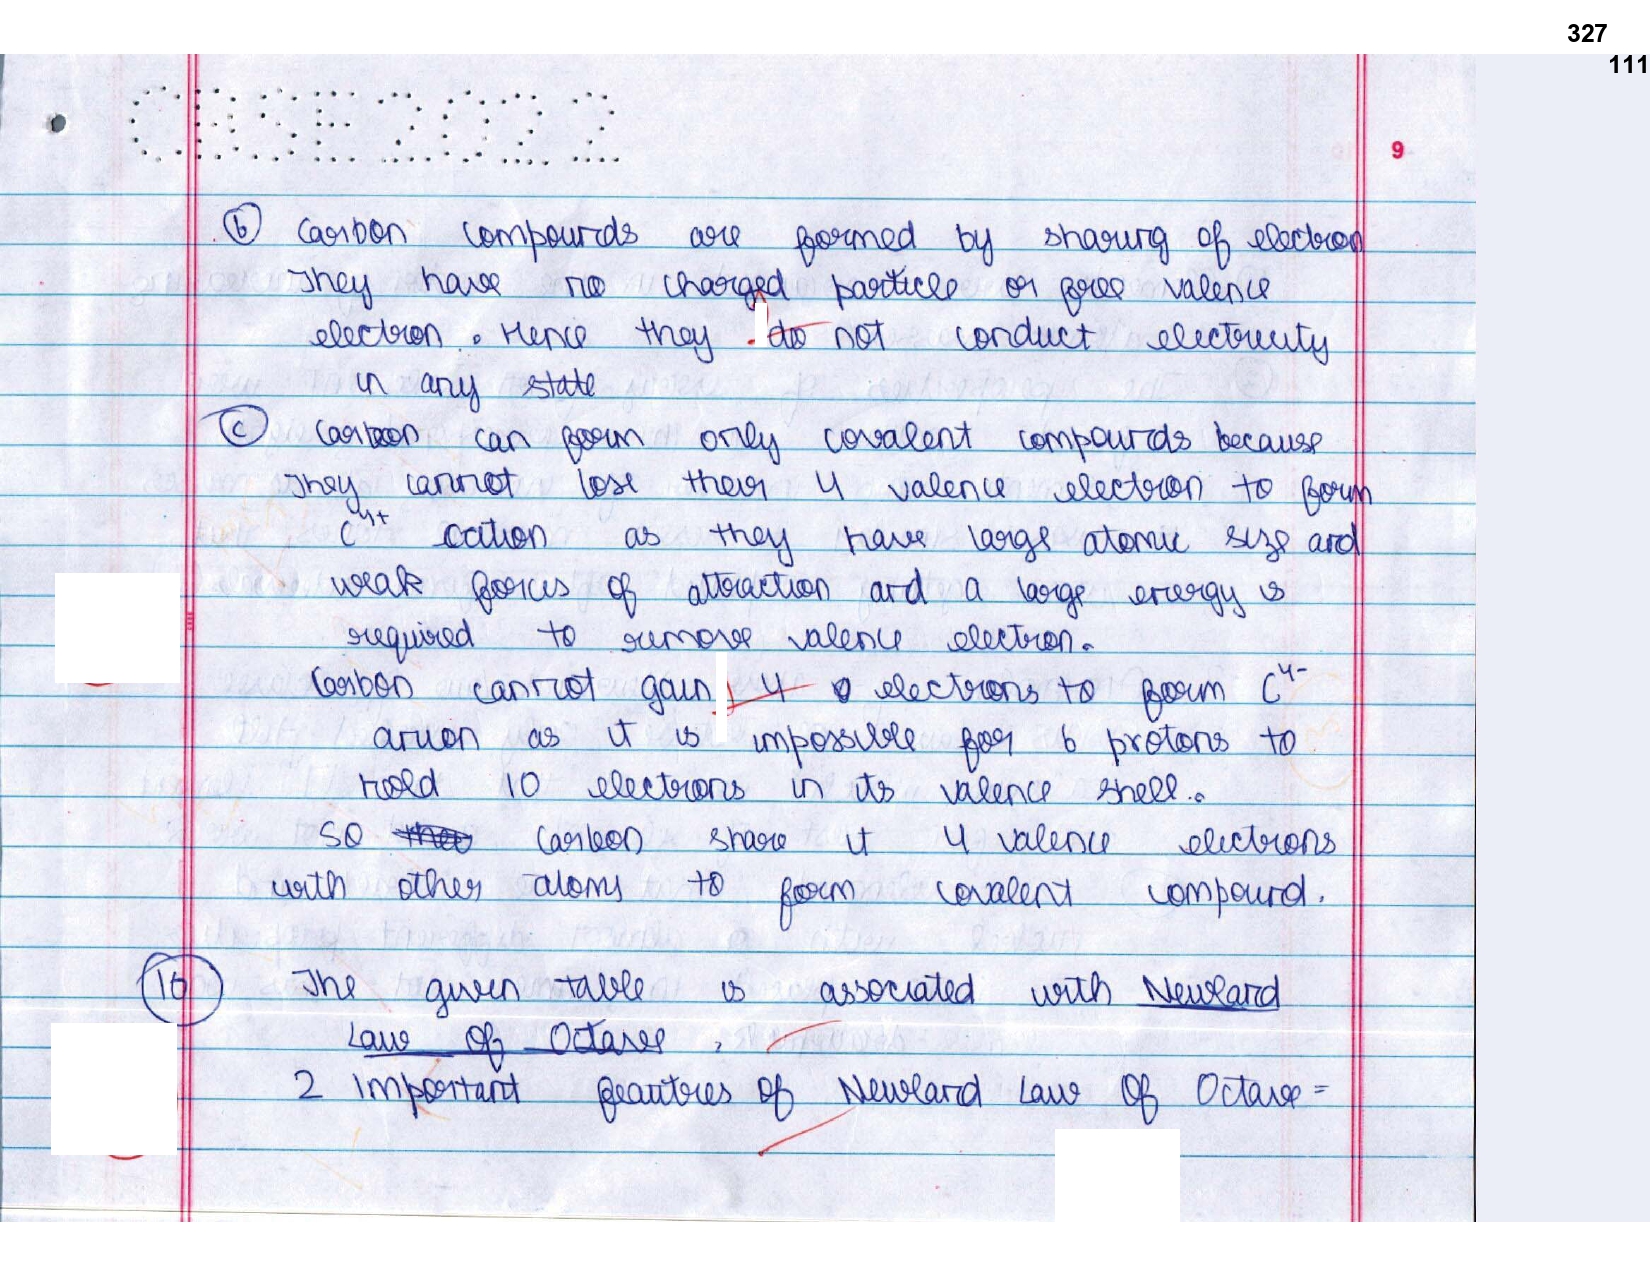 327
111
CBSE2022
9
(b) Carbon compounds are formed by sharing of electron
They have no charged particle or free valence
electron. Hence they do not conduct electricity
in any state
(c) Carbon can form only covalent compounds because
They cannot lose their 4 valence electron to form
C⁴⁺ cation as they have large atomic size and
weak forces of attraction and a large energy is
required to remove valence electron.
Carbon cannot gain 4 electrons to form C⁴⁻
anion as it is impossible for 6 protons to
hold 10 electrons in its valence shell.
SO carbon share it 4 valence electrons
with other atoms to form covalent compound.
(10) The given table is associated with Newland
Law Of Octave.
2 Important feautres Of Newland Law Of Octave =